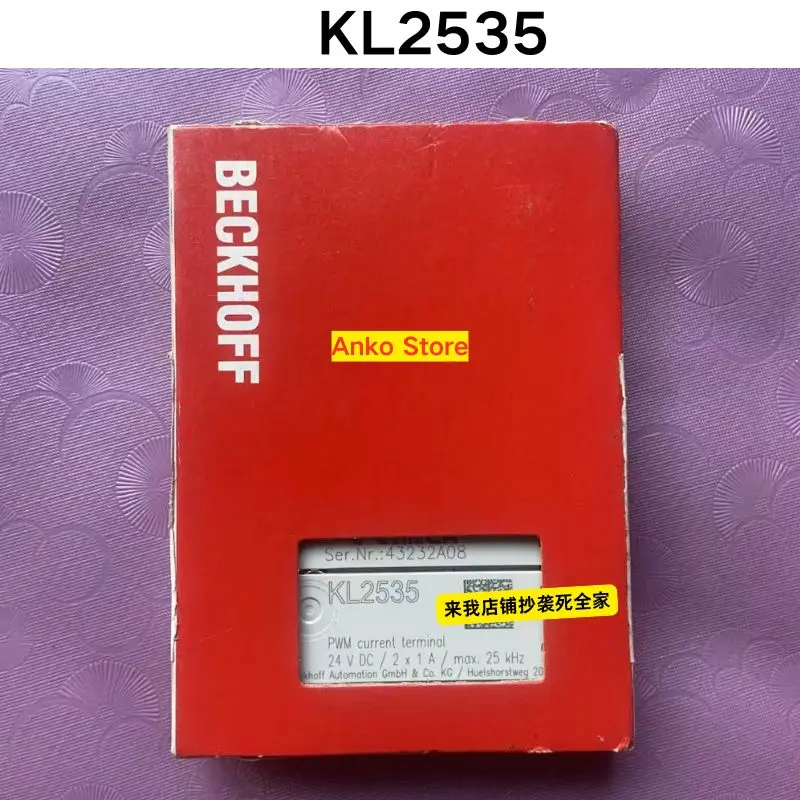 KL2535
BECKHOFF
Anko Store
Ser.Nr.:43232A08
KL2535
来我店铺抄袭死全家
PWM current terminal
24 V DC / 2 x 1 A / max. 25 kHz
khoff Automation GmbH & Co. KG / Huelshorstweg 20